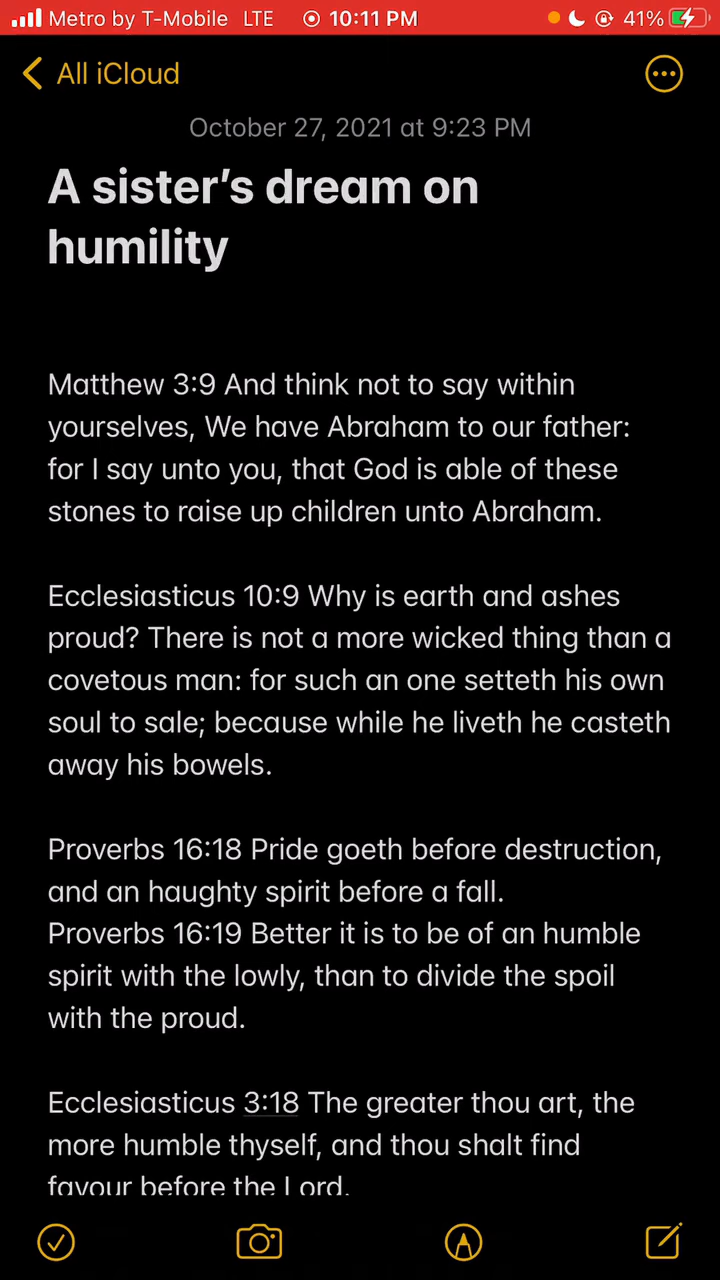 Metro by T-Mobile LTE 10:11 PM 41%
All iCloud
October 27, 2021 at 9:23 PM
A sister's dream on
humility
Matthew 3:9 And think not to say within
yourselves, We have Abraham to our father:
for I say unto you, that God is able of these
stones to raise up children unto Abraham.
Ecclesiasticus 10:9 Why is earth and ashes
proud? There is not a more wicked thing than a
covetous man: for such an one setteth his own
soul to sale; because while he liveth he casteth
away his bowels.
Proverbs 16:18 Pride goeth before destruction,
and an haughty spirit before a fall.
Proverbs 16:19 Better it is to be of an humble
spirit with the lowly, than to divide the spoil
with the proud.
Ecclesiasticus 3:18 The greater thou art, the
more humble thyself, and thou shalt find
favour before the Lord.